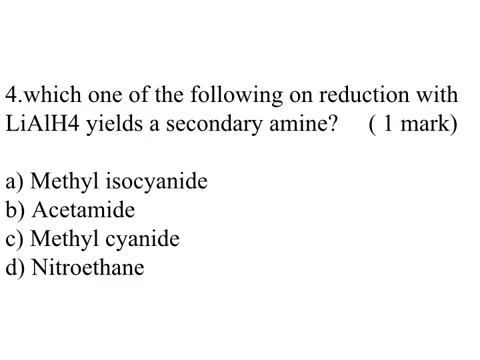 4.which one of the following on reduction with
LiAlH4 yields a secondary amine? ( 1 mark)
a) Methyl isocyanide
b) Acetamide
c) Methyl cyanide
d) Nitroethane